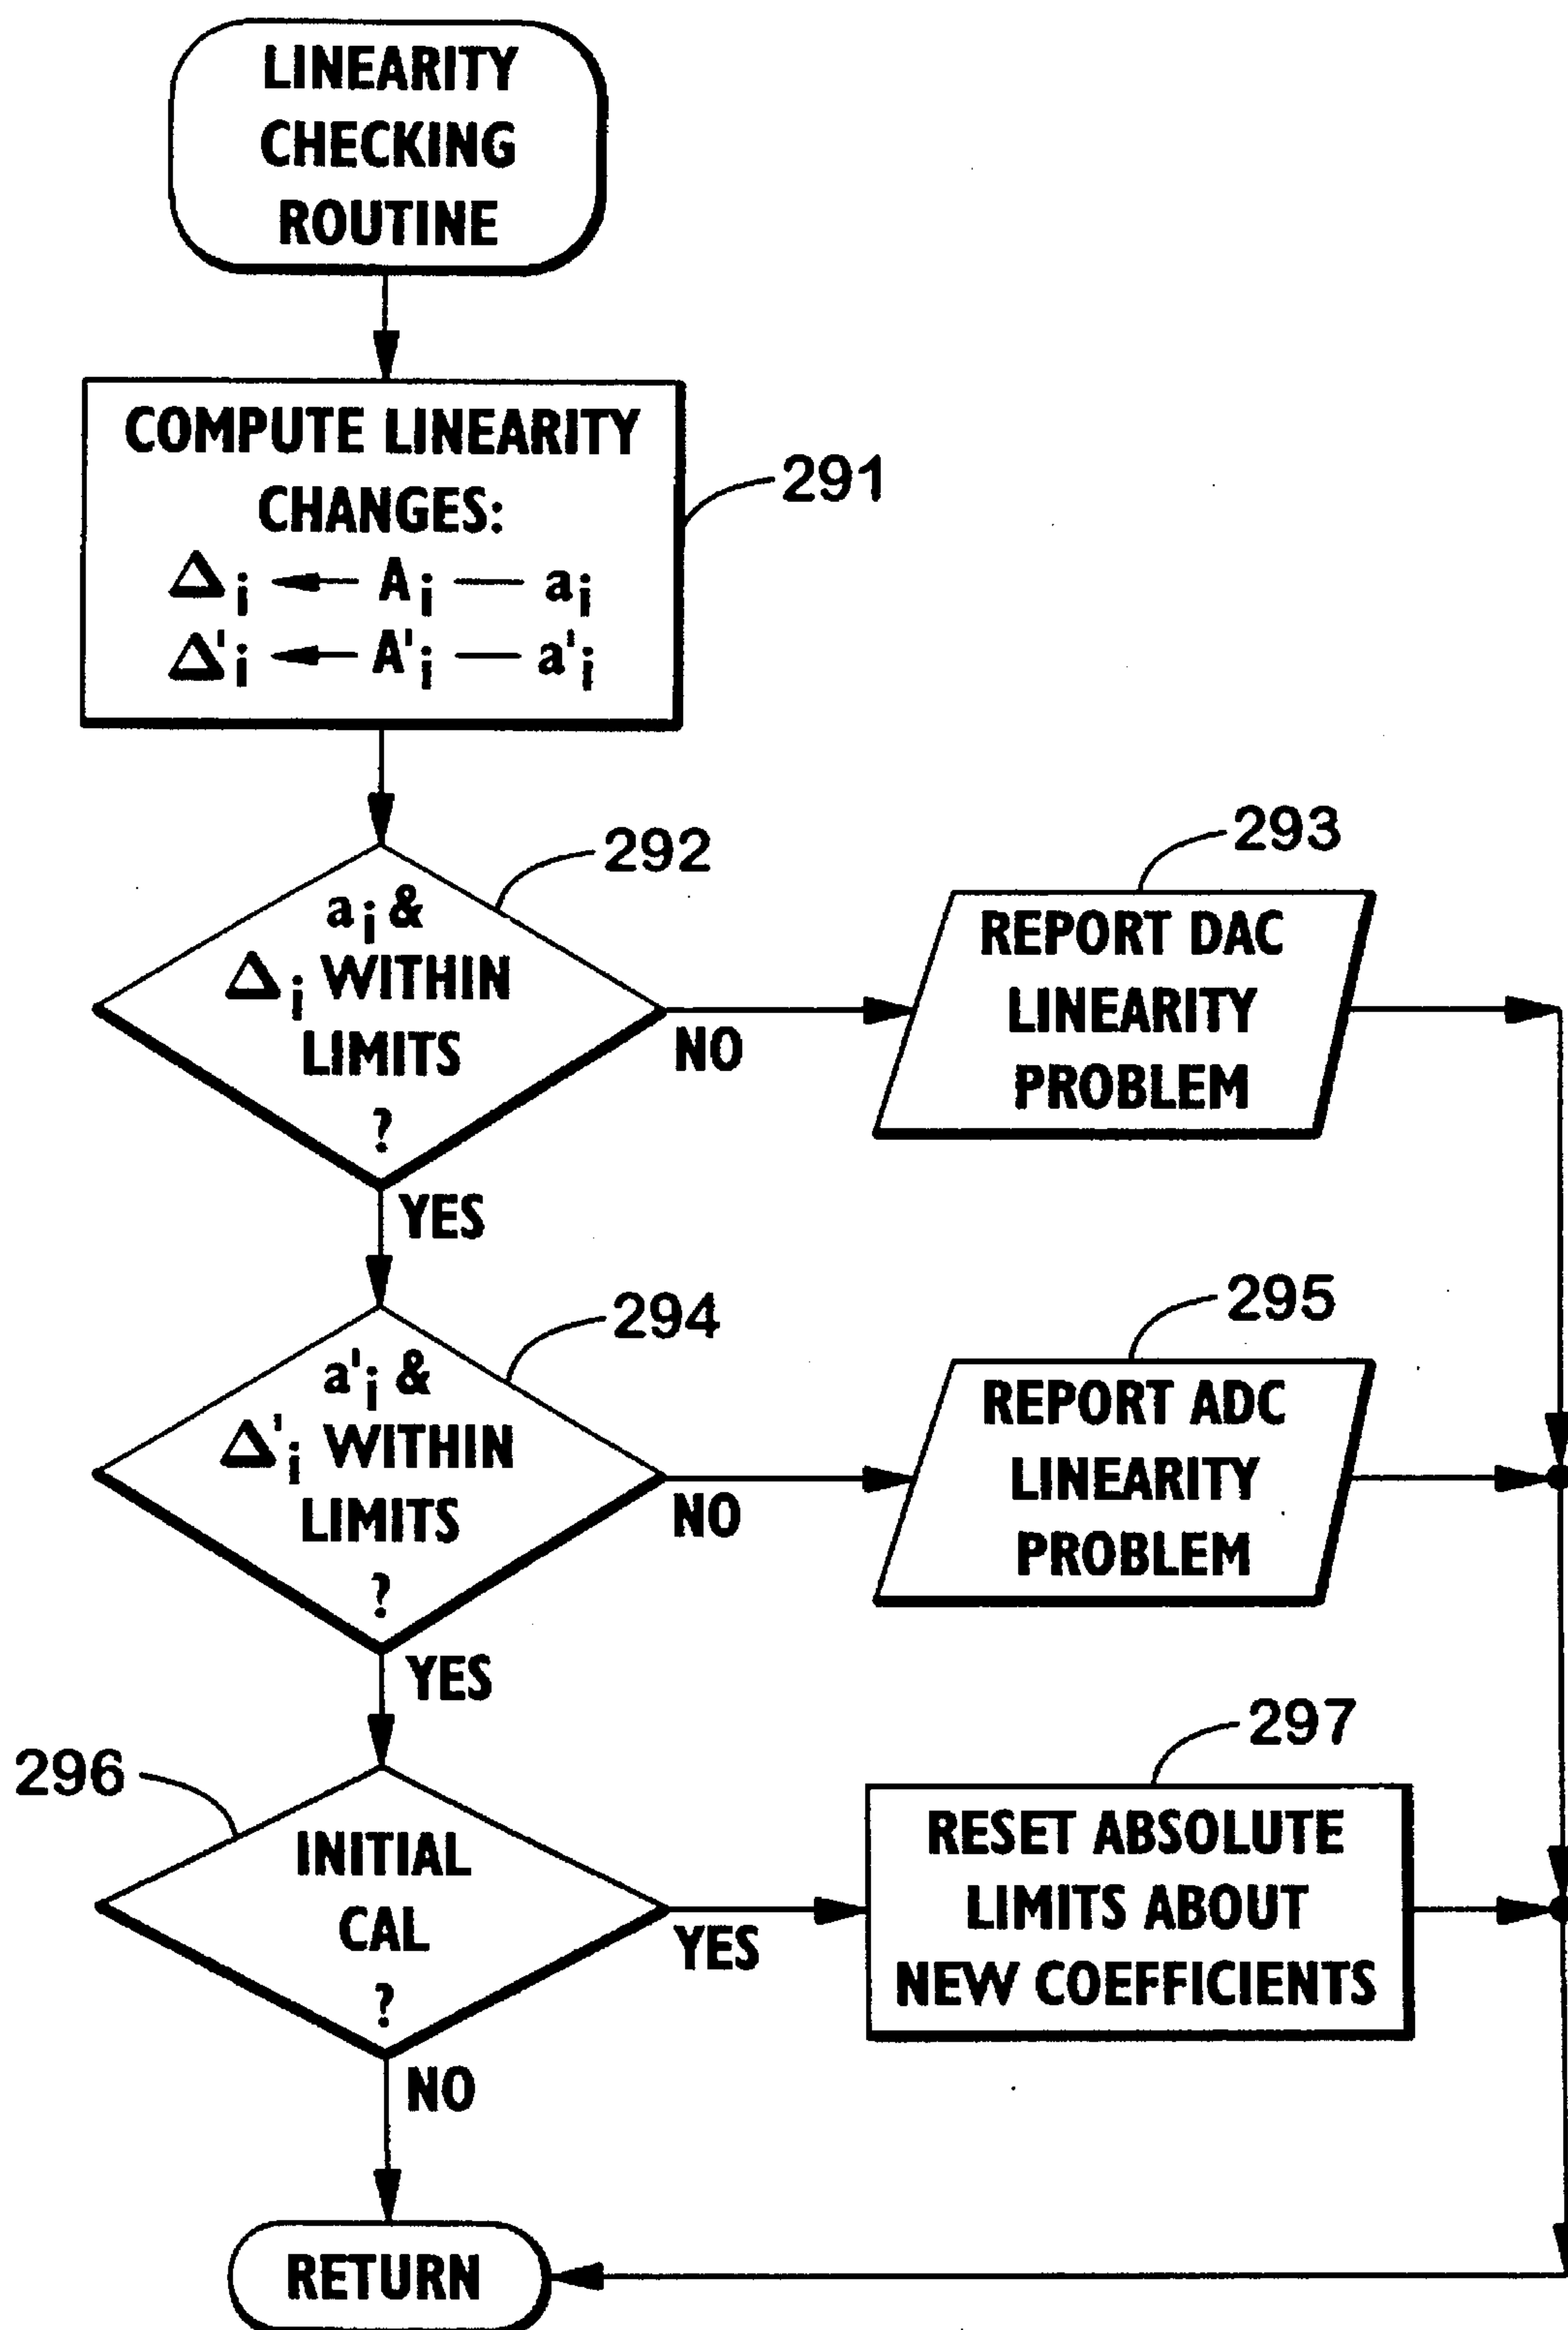 LINEARITY
CHECKING
ROUTINE
COMPUTE LINEARITY
CHANGES:
Δi ← Ai — ai
Δ'i ← A'i — a'i
291
ai &
Δi WITHIN
LIMITS
?
292
NO
YES
REPORT DAC
LINEARITY
PROBLEM
293
a'i &
Δ'i WITHIN
LIMITS
?
294
NO
YES
REPORT ADC
LINEARITY
PROBLEM
295
INITIAL
CAL
?
296
YES
NO
RESET ABSOLUTE
LIMITS ABOUT
NEW COEFFICIENTS
297
RETURN